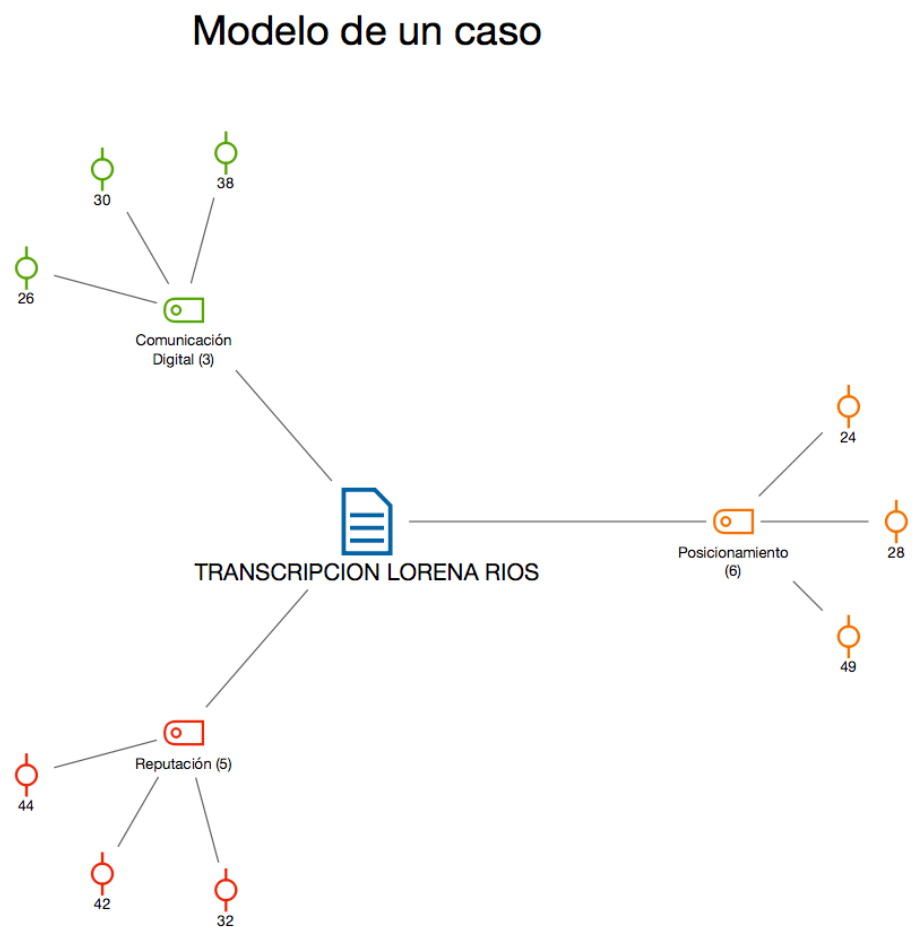 Modelo de un caso
38
30
26
Comunicación
Digital (3)
24
Posicionamiento
(6)
28
TRANSCRIPCION LORENA RIOS
49
Reputación (5)
44
42
32